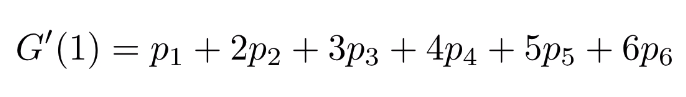 G′(1) = p₁ + 2p₂ + 3p₃ + 4p₄ + 5p₅ + 6p₆